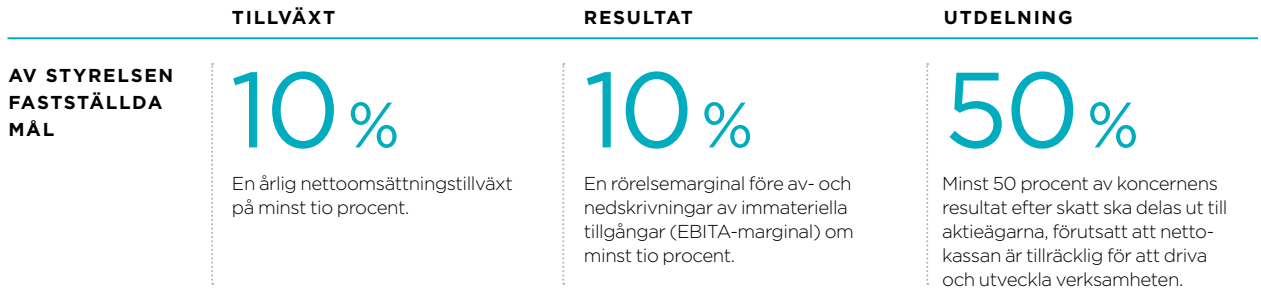 TILLVÄXT
RESULTAT
UTDELNING
AV STYRELSEN
FASTSTÄLLDA
MÅL
10 %
En årlig nettoomsättningstillväxt
på minst tio procent.
10 %
En rörelsemarginal före av- och
nedskrivningar av immateriella
tillgångar (EBITA-marginal) om
minst tio procent.
50 %
Minst 50 procent av koncernens
resultat efter skatt ska delas ut till
aktieägarna, förutsatt att netto-
kassan är tillräcklig för att driva
och utveckla verksamheten.